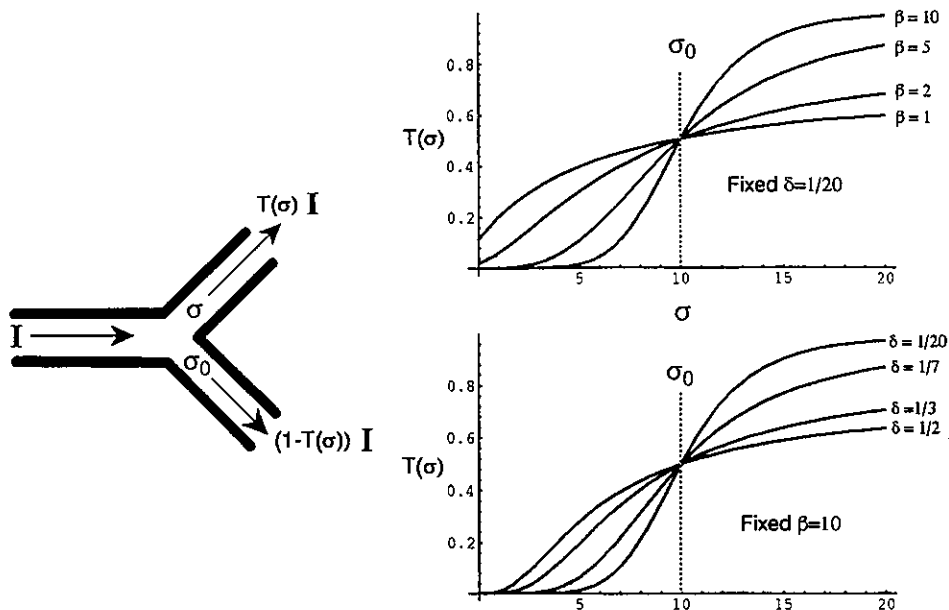 T(σ) I
σ
I
σ₀
(1-T(σ)) I
σ₀
β = 10
β = 5
β = 2
β = 1
0.8
0.6
T(σ)
0.4
0.2
Fixed δ=1/20
5 10 15 20
σ
σ₀
δ = 1/20
δ = 1/7
δ = 1/3
δ = 1/2
0.8
0.6
T(σ)
0.4
0.2
Fixed β=10
5 10 15 20